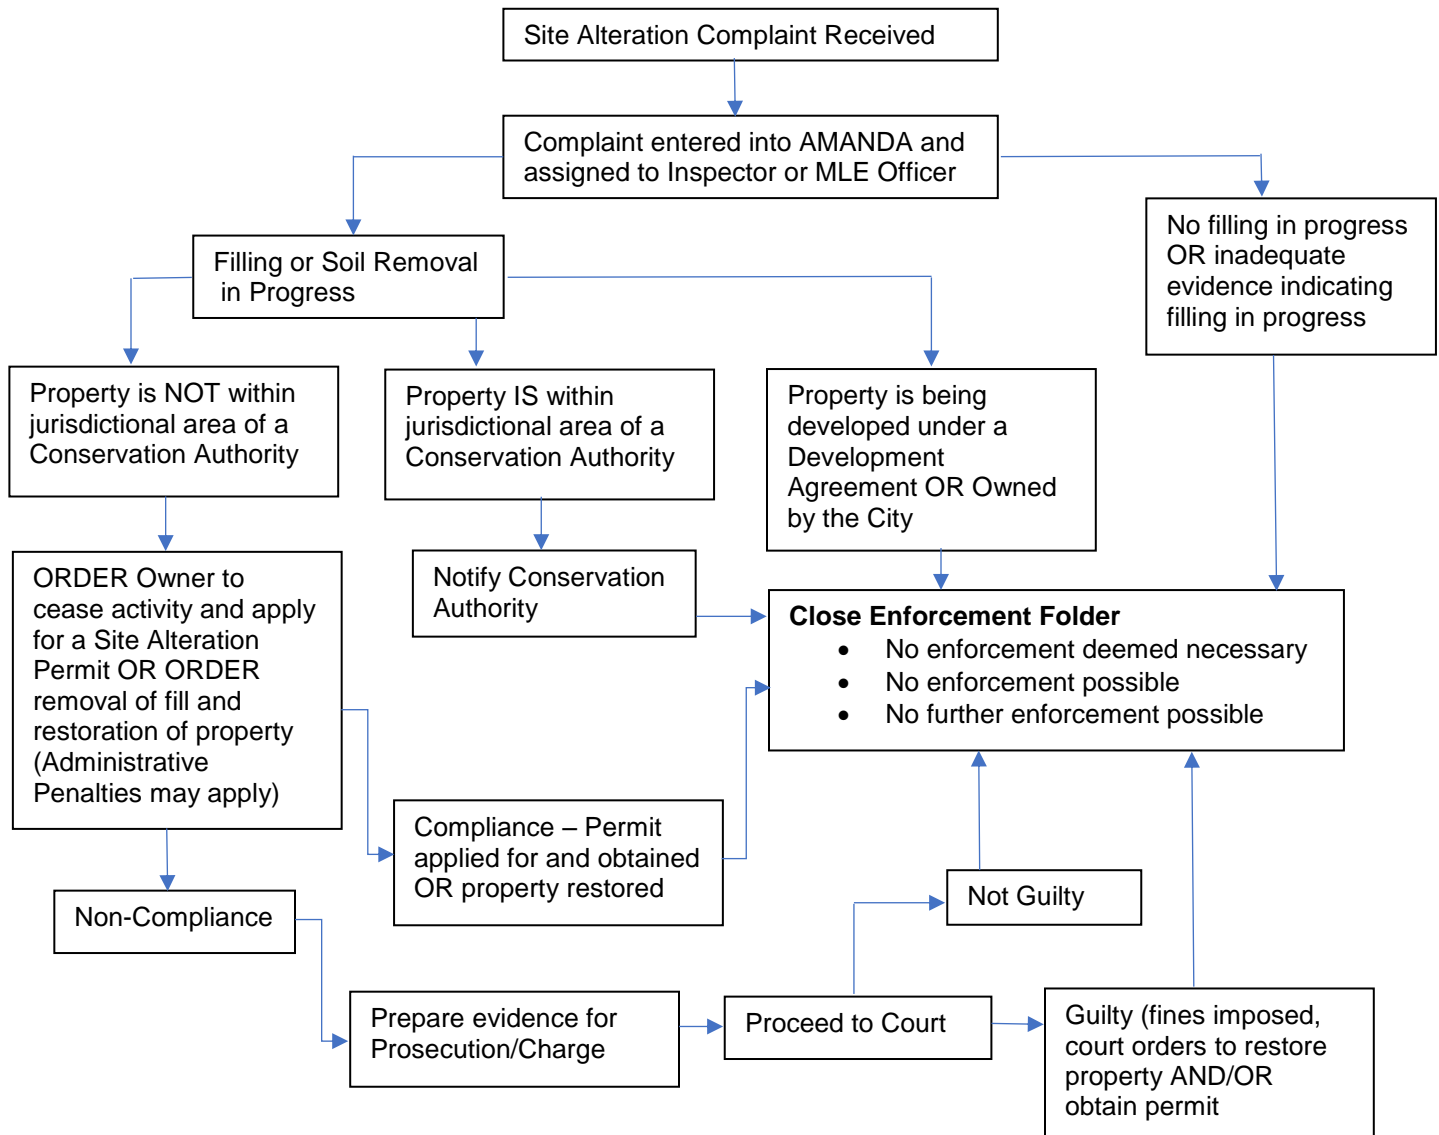 Site Alteration Complaint Received
Complaint entered into AMANDA and
assigned to Inspector or MLE Officer
No filling in progress
OR inadequate
evidence indicating
filling in progress
Filling or Soil Removal
in Progress
Property is NOT within
jurisdictional area of a
Conservation Authority
Property IS within
jurisdictional area of a
Conservation Authority
Property is being
developed under a
Development
Agreement OR Owned
by the City
ORDER Owner to
cease activity and apply
for a Site Alteration
Permit OR ORDER
removal of fill and
restoration of property
(Administrative
Penalties may apply)
Notify Conservation
Authority
Close Enforcement Folder
• No enforcement deemed necessary
• No enforcement possible
• No further enforcement possible
Compliance – Permit
applied for and obtained
OR property restored
Non-Compliance
Not Guilty
Prepare evidence for
Prosecution/Charge
Proceed to Court
Guilty (fines imposed,
court orders to restore
property AND/OR
obtain permit